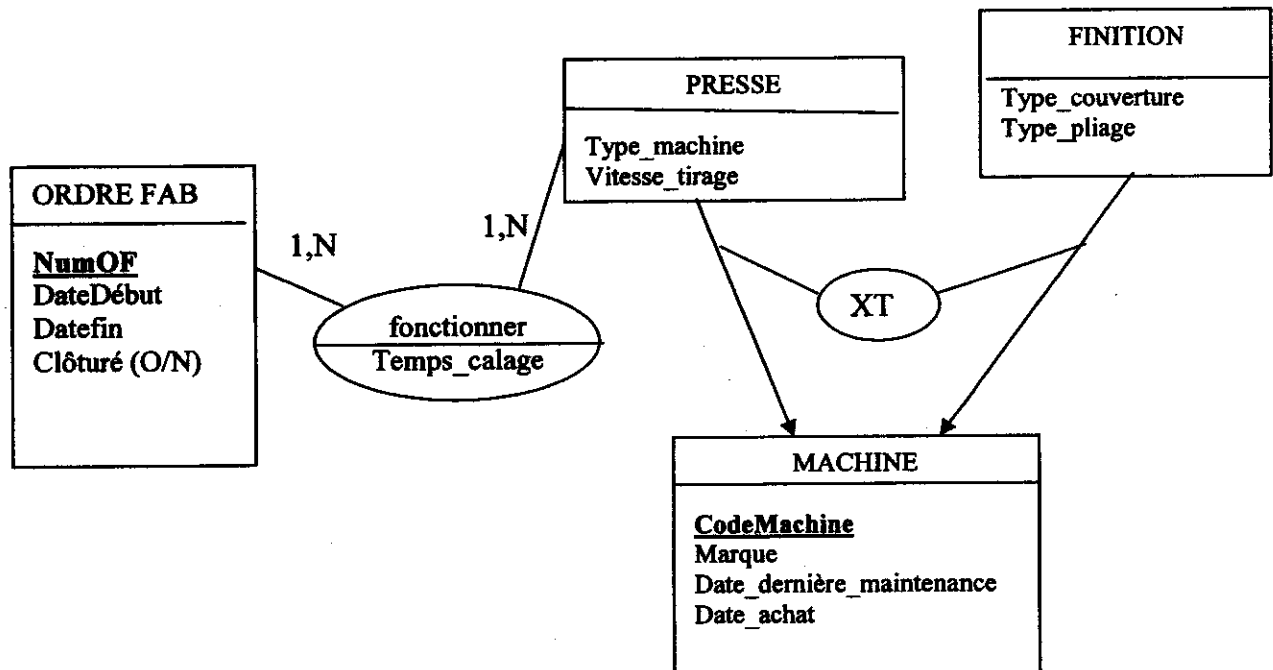 FINITION
Type_couverture
Type_pliage
PRESSE
Type_machine
Vitesse_tirage
ORDRE FAB
NumOF
DateDébut
Datefin
Clôturé (O/N)
1,N
1,N
fonctionner
Temps_calage
XT
MACHINE
CodeMachine
Marque
Date_dernière_maintenance
Date_achat